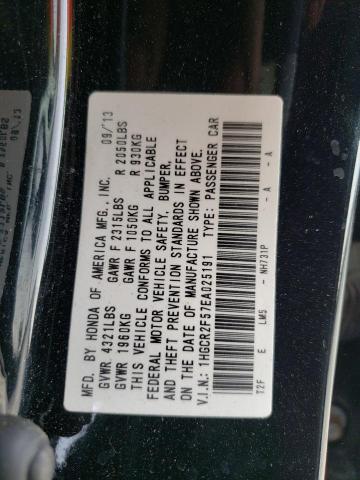 MFD. BY HONDA OF AMERICA MFG., INC. 09/13
GVWR 4321LBS GAWR F 2315LBS R 2050LBS
GVWR 1960KG GAWR F 1050KG R 930KG
THIS VEHICLE CONFORMS TO ALL APPLICABLE
FEDERAL MOTOR VEHICLE SAFETY, BUMPER,
AND THEFT PREVENTION STANDARDS IN EFFECT
ON THE DATE OF MANUFACTURE SHOWN ABOVE.
V.I.N.: 1HGCR2F57EA025191 TYPE: PASSENGER CAR
T2F E LM5 - NH731P - A - A